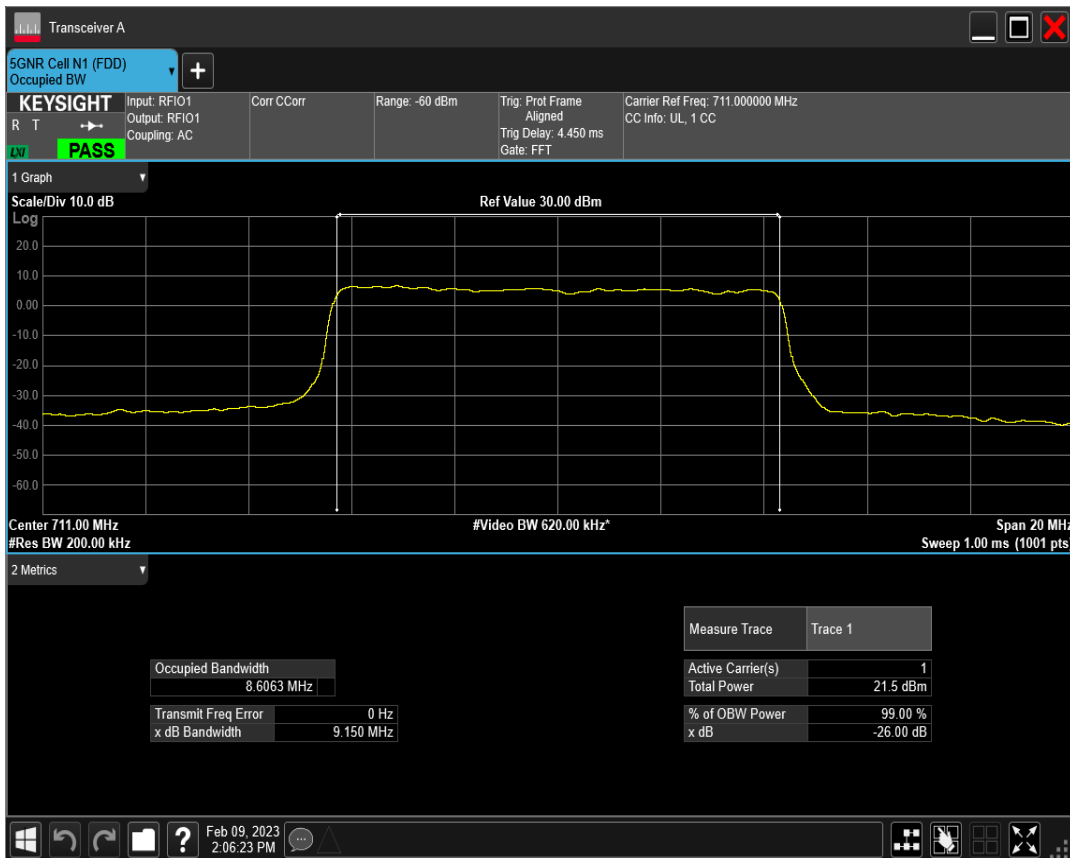 Transceiver A
5GNR Cell N1 (FDD)
Occupied BW
+
KEYSIGHT
R T
LXI
PASS
Input: RFIO1
Output: RFIO1
Coupling: AC
Corr CCorr
Range: -60 dBm
Trig: Prot Frame
Aligned
Trig Delay: 4.450 ms
Gate: FFT
Carrier Ref Freq: 711.000000 MHz
CC Info: UL, 1 CC
1 Graph
Scale/Div 10.0 dB
Ref Value 30.00 dBm
Log
20.0
10.0
0.00
-10.0
-20.0
-30.0
-40.0
-50.0
-60.0
Center 711.00 MHz
#Video BW 620.00 kHz*
Span 20 MHz
#Res BW 200.00 kHz
Sweep 1.00 ms (1001 pts)
2 Metrics
Measure Trace Trace 1
Occupied Bandwidth
8.6063 MHz
Active Carrier(s) 1
Total Power 21.5 dBm
Transmit Freq Error 0 Hz
x dB Bandwidth 9.150 MHz
% of OBW Power 99.00 %
x dB -26.00 dB
?
Feb 09, 2023
2:06:23 PM